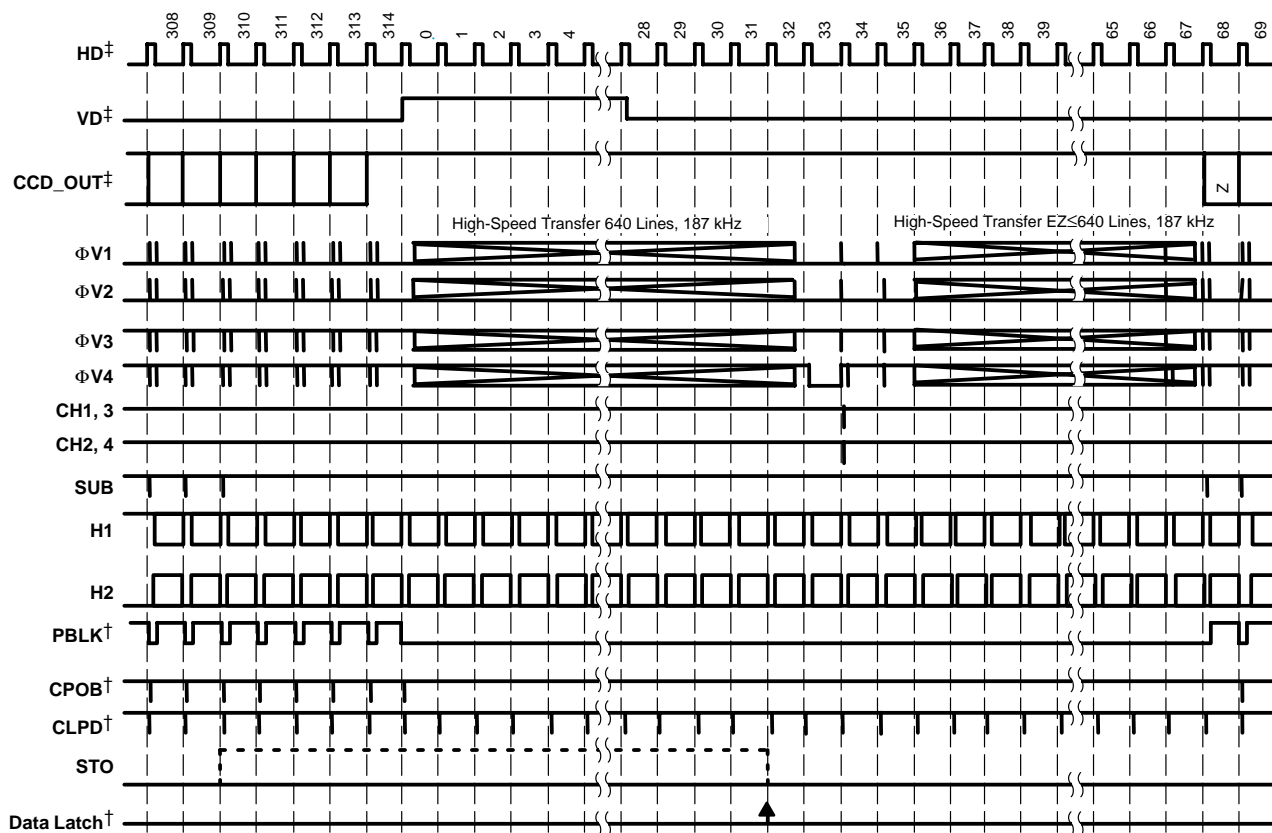 308 309 310 311 312 313 314 0 1 2 3 4 28 29 30 31 32 33 34 35 36 37 38 39 65 66 67 68 69
HD‡
VD‡
CCD_OUT‡
Z
High-Speed Transfer 640 Lines, 187 kHz
High-Speed Transfer EZ≤640 Lines, 187 kHz
ΦV1
ΦV2
ΦV3
ΦV4
CH1, 3
CH2, 4
SUB
H1
H2
PBLK†
CPOB†
CLPD†
STO
Data Latch†